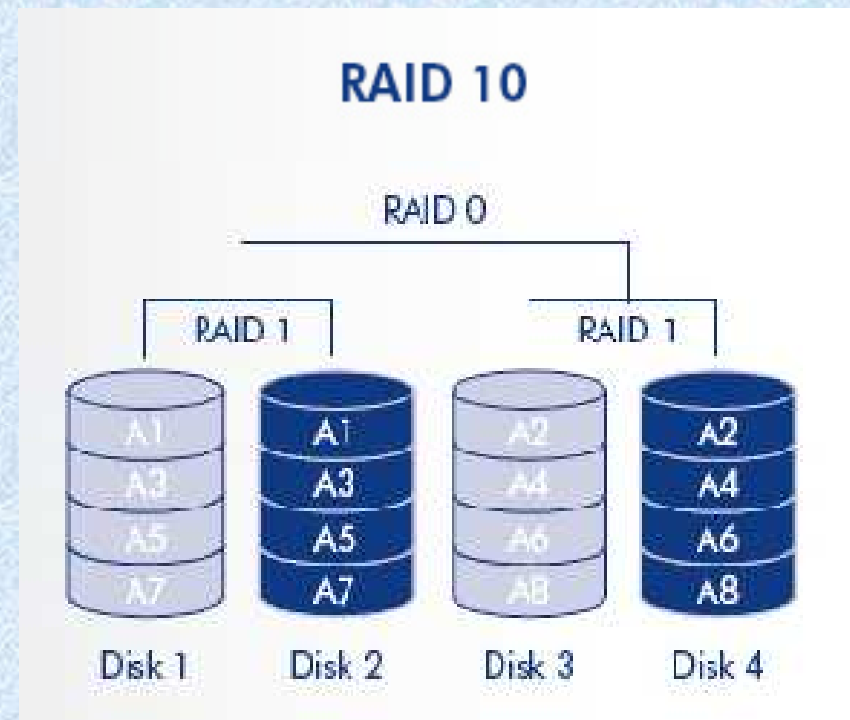 RAID 10
RAID 0
RAID 1 RAID 1
A1 A1 A2 A2
A3 A3 A4 A4
A5 A5 A6 A6
A7 A7 A8 A8
Disk 1 Disk 2 Disk 3 Disk 4